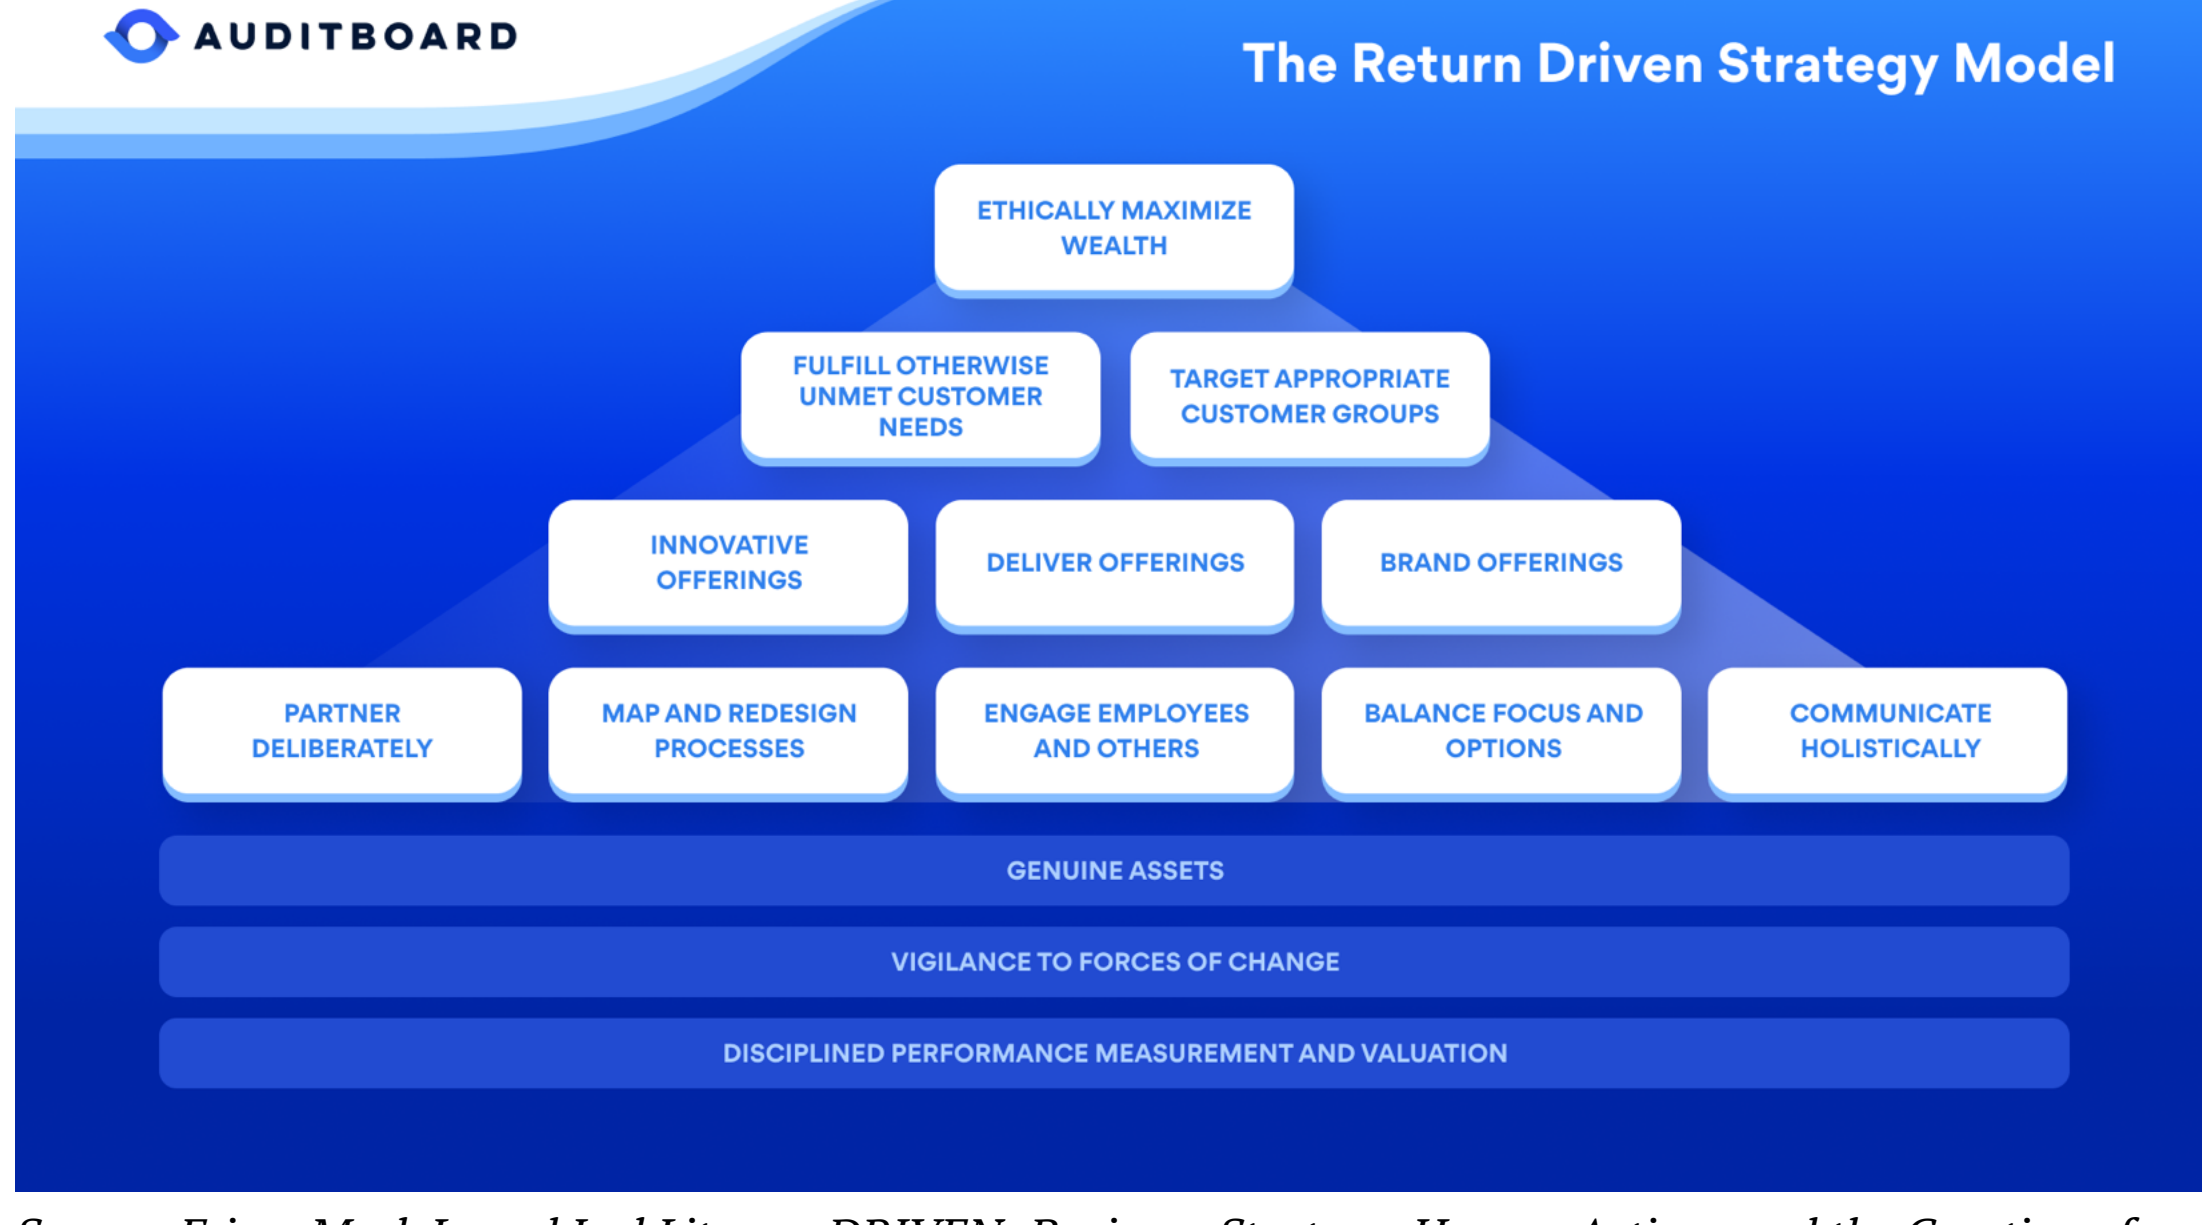 AUDITBOARD
The Return Driven Strategy Model
ETHICALLY MAXIMIZE
WEALTH
FULFILL OTHERWISE
UNMET CUSTOMER
NEEDS
TARGET APPROPRIATE
CUSTOMER GROUPS
INNOVATIVE
OFFERINGS
DELIVER OFFERINGS
BRAND OFFERINGS
PARTNER
DELIBERATELY
MAP AND REDESIGN
PROCESSES
ENGAGE EMPLOYEES
AND OTHERS
BALANCE FOCUS AND
OPTIONS
COMMUNICATE
HOLISTICALLY
GENUINE ASSETS
VIGILANCE TO FORCES OF CHANGE
DISCIPLINED PERFORMANCE MEASUREMENT AND VALUATION